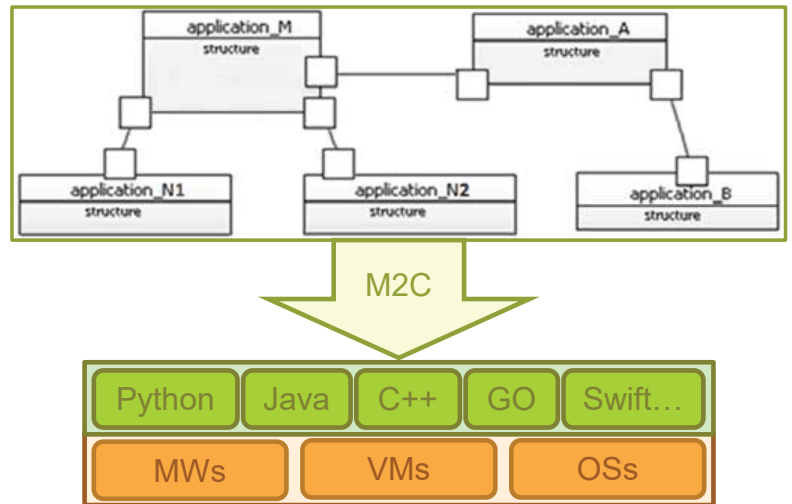 application_M
structure
application_A
structure
application_N1
structure
application_N2
structure
application_B
structure
M2C
Python Java C++ GO Swift...
MWs VMs OSs